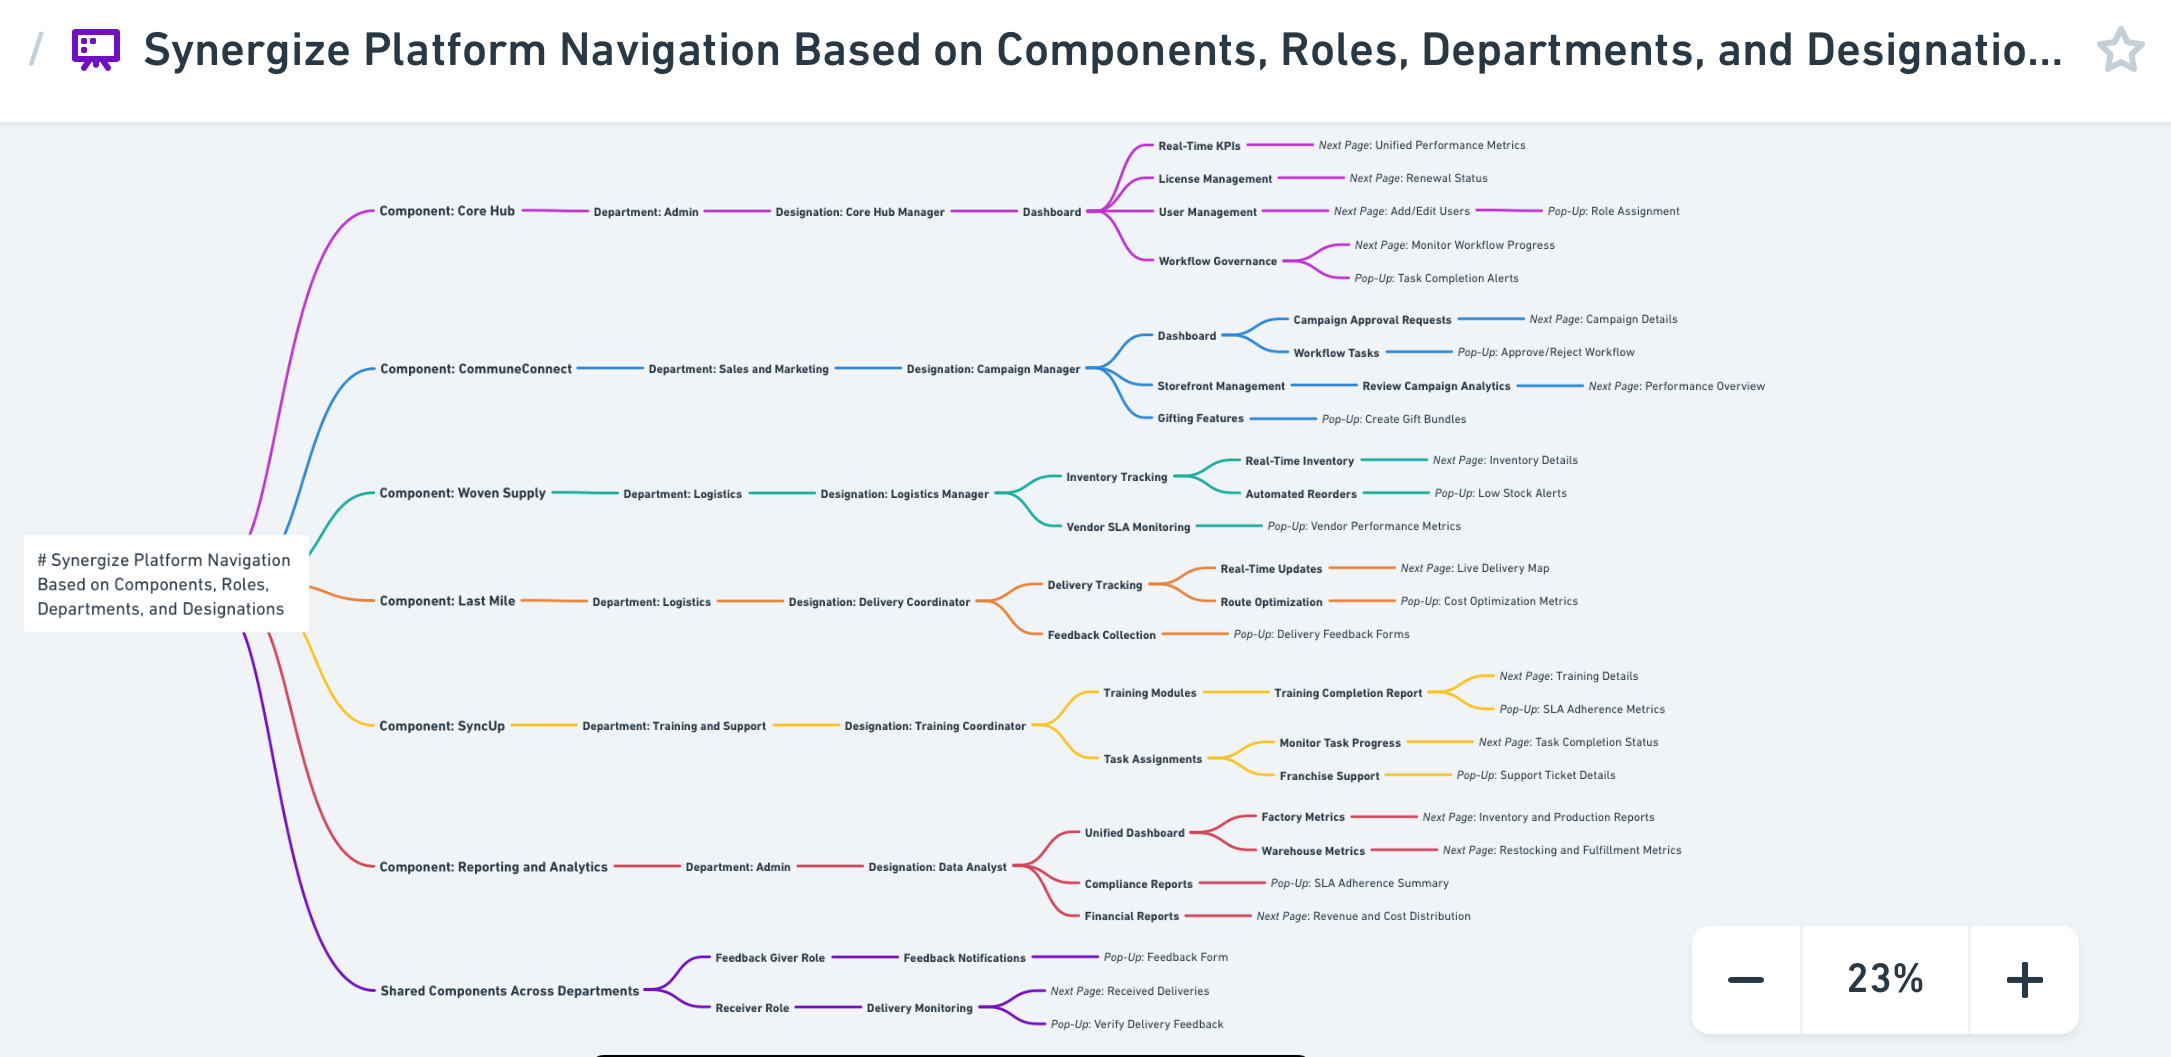 / Synergize Platform Navigation Based on Components, Roles, Departments, and Designatio...
Real-Time KPIs
Next Page: Unified Performance Metrics
License Management
Next Page: Renewal Status
Component: Core Hub
Department: Admin
Designation: Core Hub Manager
Dashboard
User Management
Next Page: Add/Edit Users
Pop-Up: Role Assignment
Workflow Governance
Next Page: Monitor Workflow Progress
Pop-Up: Task Completion Alerts
Component: CommuneConnect
Department: Sales and Marketing
Designation: Campaign Manager
Dashboard
Campaign Approval Requests
Next Page: Campaign Details
Workflow Tasks
Pop-Up: Approve/Reject Workflow
Storefront Management
Review Campaign Analytics
Next Page: Performance Overview
Gifting Features
Pop-Up: Create Gift Bundles
Component: Woven Supply
Department: Logistics
Designation: Logistics Manager
Inventory Tracking
Real-Time Inventory
Next Page: Inventory Details
Automated Reorders
Pop-Up: Low Stock Alerts
Vendor SLA Monitoring
Pop-Up: Vendor Performance Metrics
# Synergize Platform Navigation
Based on Components, Roles,
Departments, and Designations
Component: Last Mile
Department: Logistics
Designation: Delivery Coordinator
Delivery Tracking
Real-Time Updates
Next Page: Live Delivery Map
Route Optimization
Pop-Up: Cost Optimization Metrics
Feedback Collection
Pop-Up: Delivery Feedback Forms
Component: SyncUp
Department: Training and Support
Designation: Training Coordinator
Training Modules
Training Completion Report
Next Page: Training Details
Pop-Up: SLA Adherence Metrics
Task Assignments
Monitor Task Progress
Next Page: Task Completion Status
Franchise Support
Pop-Up: Support Ticket Details
Component: Reporting and Analytics
Department: Admin
Designation: Data Analyst
Unified Dashboard
Factory Metrics
Next Page: Inventory and Production Reports
Warehouse Metrics
Next Page: Restocking and Fulfillment Metrics
Compliance Reports
Pop-Up: SLA Adherence Summary
Financial Reports
Next Page: Revenue and Cost Distribution
Shared Components Across Departments
Feedback Giver Role
Feedback Notifications
Pop-Up: Feedback Form
Receiver Role
Delivery Monitoring
Next Page: Received Deliveries
Pop-Up: Verify Delivery Feedback
− 23% +